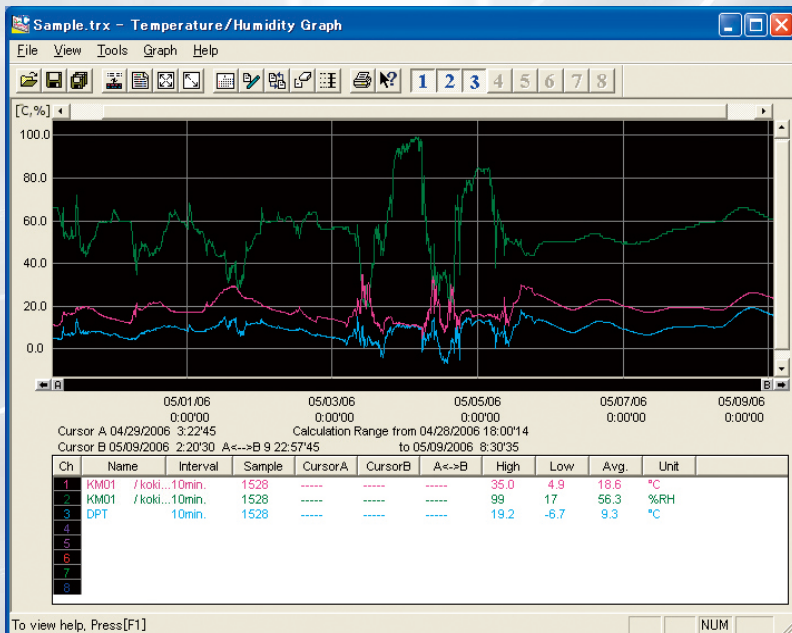 Sample.trx - Temperature/Humidity Graph
File View Tools Graph Help
1 2 3 4 5 6 7 8
[℃,%]
100.0
80.0
60.0
40.0
20.0
0.0
A B
05/01/06 05/03/06 05/05/06 05/07/06 05/09/06
0:00'00 0:00'00 0:00'00 0:00'00 0:00'00
Cursor A 04/29/2006 3:22'45 Calculation Range from 04/28/2006 18:00'14
Cursor B 05/09/2006 2:20'30 A<-->B 9 22:57'45 to 05/09/2006 8:30'35
Ch Name Interval Sample CursorA CursorB A<->B High Low Avg. Unit
1 KM01 / koki... 10min. 1528 ----- ----- ----- 35.0 4.9 18.6 ℃
2 KM01 / koki... 10min. 1528 ----- ----- ----- 99 17 56.3 %RH
3 DPT 10min. 1528 ----- ----- ----- 19.2 -6.7 9.3 ℃
4
5
6
7
8
To view help, Press[F1] NUM